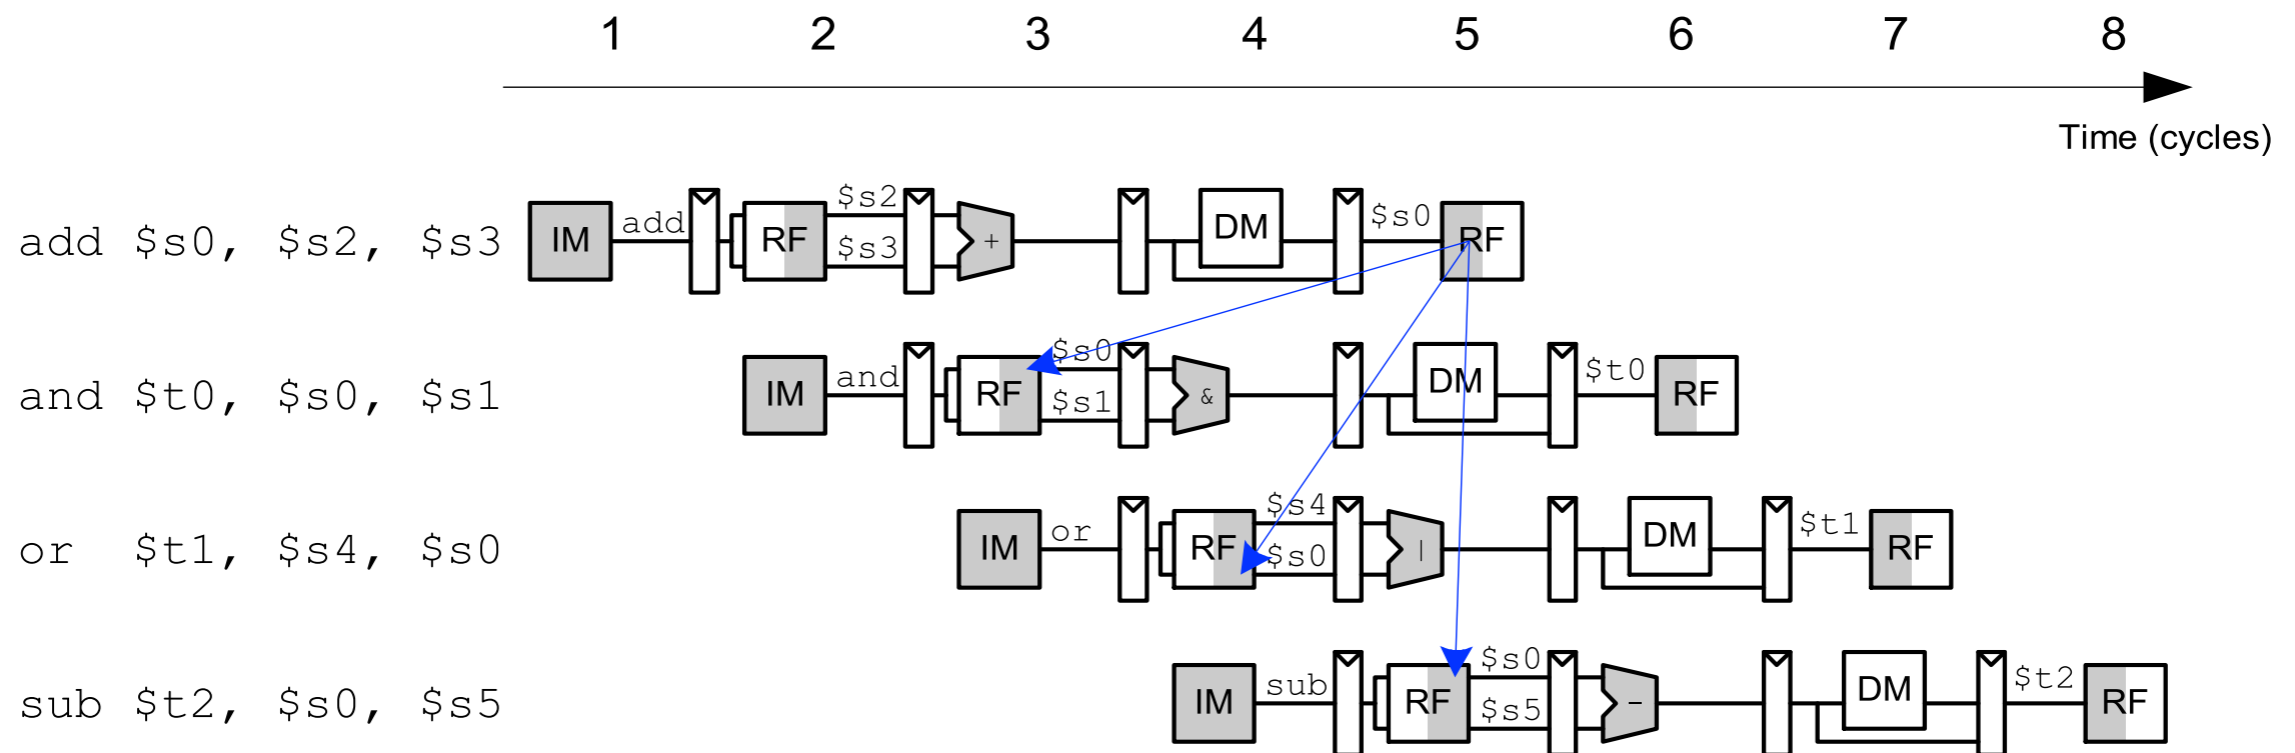 1 2 3 4 5 6 7 8
Time (cycles)
add $s0, $s2, $s3 IM add RF $s2 $s3 + DM $s0 RF
and $t0, $s0, $s1 IM and RF $s0 $s1 & DM $t0 RF
or $t1, $s4, $s0 IM or RF $s4 $s0 | DM $t1 RF
sub $t2, $s0, $s5 IM sub RF $s0 $s5 - DM $t2 RF